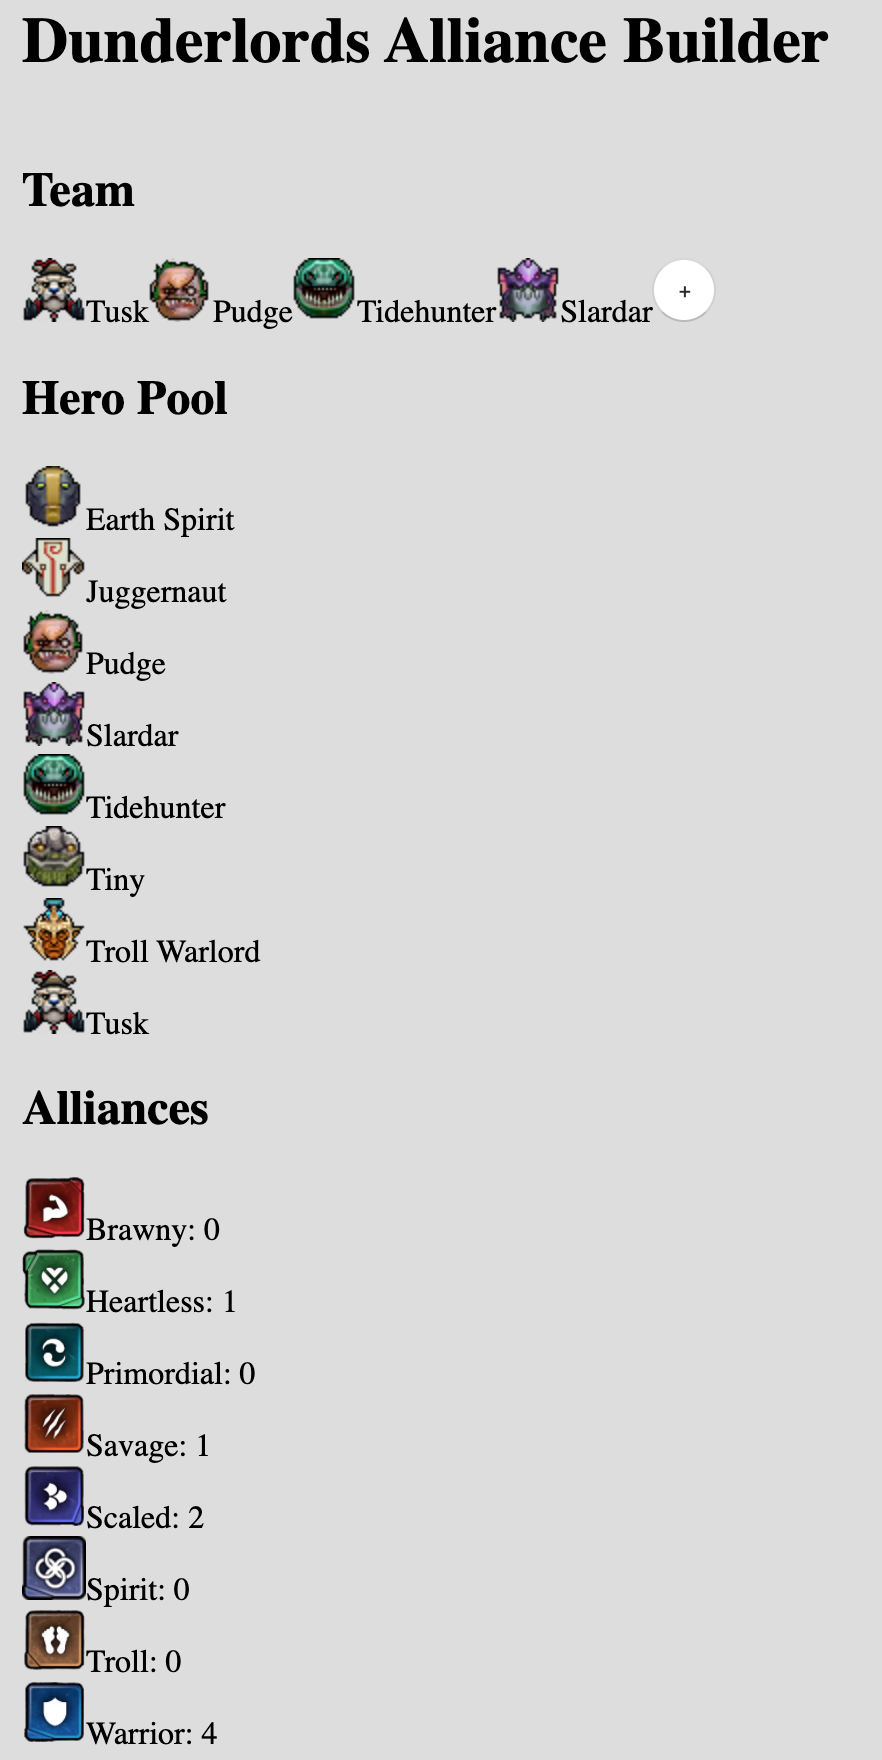 Dunderlords Alliance Builder
Team
Tusk Pudge Tidehunter Slardar +
Hero Pool
Earth Spirit
Juggernaut
Pudge
Slardar
Tidehunter
Tiny
Troll Warlord
Tusk
Alliances
Brawny: 0
Heartless: 1
Primordial: 0
Savage: 1
Scaled: 2
Spirit: 0
Troll: 0
Warrior: 4